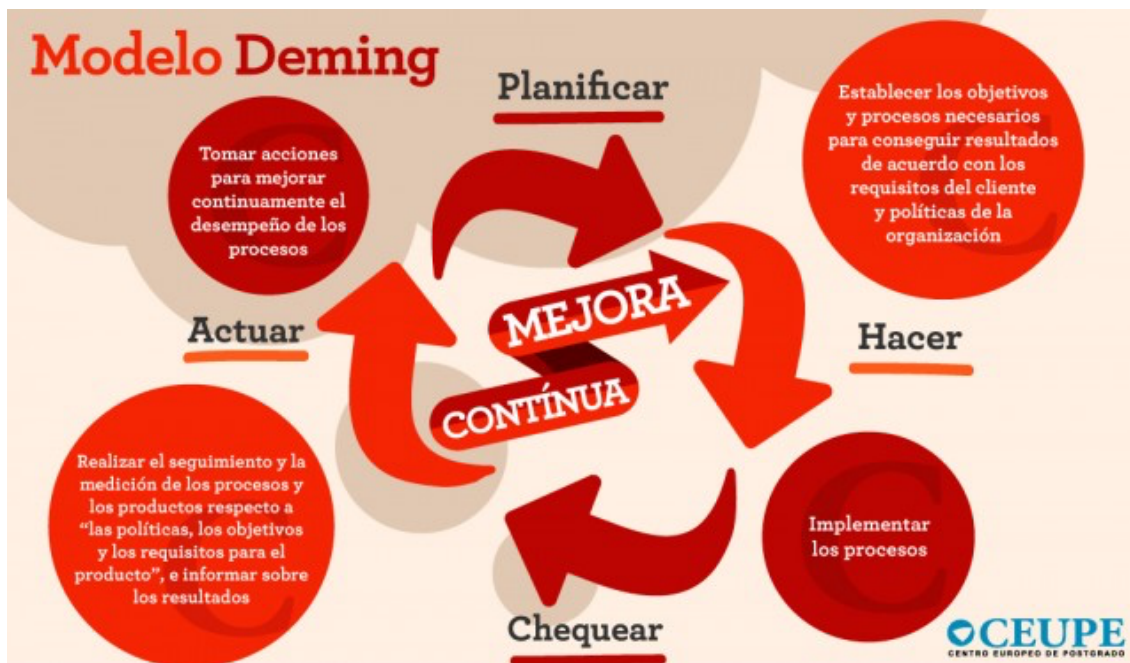 Modelo Deming
Planificar
Establecer los objetivos
y procesos necesarios
para conseguir resultados
de acuerdo con los
requisitos del cliente
y políticas de la
organización
Tomar acciones
para mejorar
continuamente el
desempeño de los
procesos
MEJORA
CONTÍNUA
Actuar
Hacer
Realizar el seguimiento y la
medición de los procesos y
los productos respecto a
“las políticas, los objetivos
y los requisitos para el
producto”, e informar sobre
los resultados
Implementar
los procesos
Chequear
CEUPE
CENTRO EUROPEO DE POSTGRADO